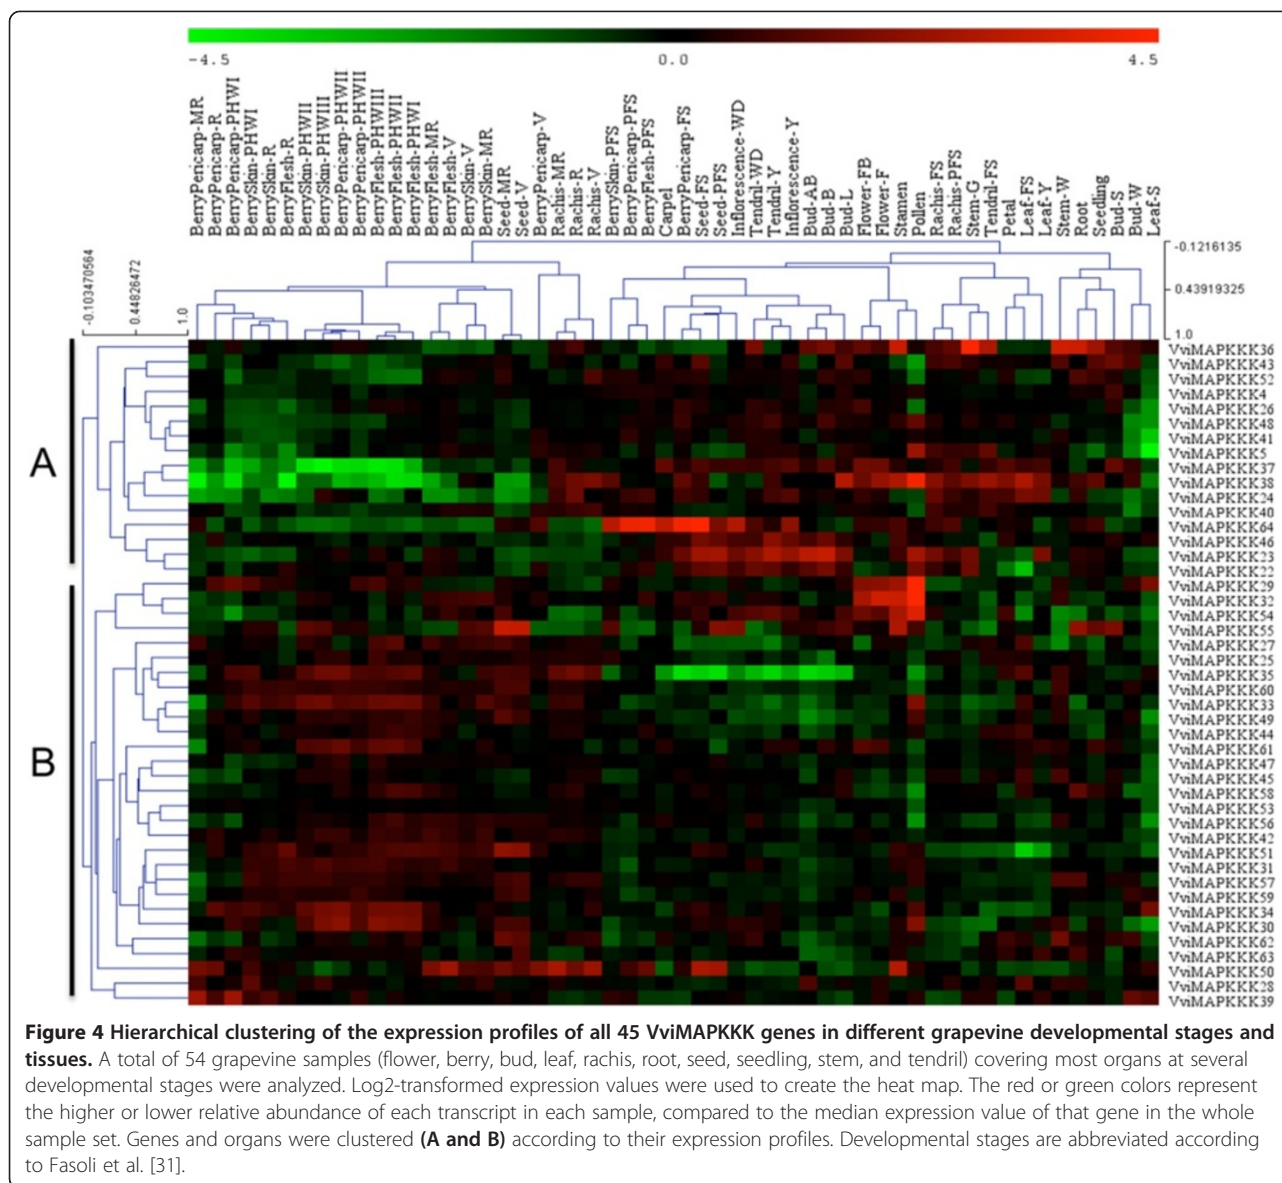 -4.5 0.0 4.5
BerryPericarp-MR
BerryPericarp-R
BerryPericarp-PHWI
BerrySkin-PHWI
BerrySkin-R
BerryFlesh-R
BerrySkin-PHWII
BerrySkin-PHWIII
BerryPericarp-PHWIII
BerryPericarp-PHWII
BerryFlesh-PHWIII
BerryFlesh-PHWII
BerryFlesh-PHWI
BerryFlesh-MR
BerryFlesh-V
BerrySkin-V
BerrySkin-MR
Seed-MR
Seed-V
BerryPericarp-V
Rachis-MR
Rachis-R
Rachis-V
BerrySkin-PFS
BerryPericarp-PFS
BerryFlesh-PFS
Carpel
BerryPericarp-FS
Seed-FS
Seed-PFS
Inflorescence-WD
Tendril-WD
Tendril-Y
Inflorescence-Y
Bud-AB
Bud-B
Bud-L
Flower-FB
Flower-F
Stamen
Pollen
Rachis-FS
Rachis-PFS
Stem-G
Tendril-FS
Petal
Leaf-FS
Leaf-Y
Stem-W
Root
Seedling
Bud-S
Bud-W
Leaf-S
-0.103470564
0.44826472
1.0
-0.1216135
0.43919325
1.0
A
B
VviMAPKKK36
VviMAPKKK43
VviMAPKKK52
VviMAPKKK4
VviMAPKKK26
VviMAPKKK48
VviMAPKKK41
VviMAPKKK5
VviMAPKKK37
VviMAPKKK38
VviMAPKKK24
VviMAPKKK40
VviMAPKKK64
VviMAPKKK46
VviMAPKKK23
VviMAPKKK22
VviMAPKKK29
VviMAPKKK32
VviMAPKKK54
VviMAPKKK55
VviMAPKKK27
VviMAPKKK25
VviMAPKKK35
VviMAPKKK60
VviMAPKKK33
VviMAPKKK49
VviMAPKKK44
VviMAPKKK61
VviMAPKKK47
VviMAPKKK45
VviMAPKKK58
VviMAPKKK53
VviMAPKKK56
VviMAPKKK42
VviMAPKKK51
VviMAPKKK31
VviMAPKKK57
VviMAPKKK59
VviMAPKKK34
VviMAPKKK30
VviMAPKKK62
VviMAPKKK63
VviMAPKKK50
VviMAPKKK28
VviMAPKKK39
Figure 4 Hierarchical clustering of the expression profiles of all 45 VviMAPKKK genes in different grapevine developmental stages and
tissues. A total of 54 grapevine samples (flower, berry, bud, leaf, rachis, root, seed, seedling, stem, and tendril) covering most organs at several
developmental stages were analyzed. Log2-transformed expression values were used to create the heat map. The red or green colors represent
the higher or lower relative abundance of each transcript in each sample, compared to the median expression value of that gene in the whole
sample set. Genes and organs were clustered (A and B) according to their expression profiles. Developmental stages are abbreviated according
to Fasoli et al. [31].